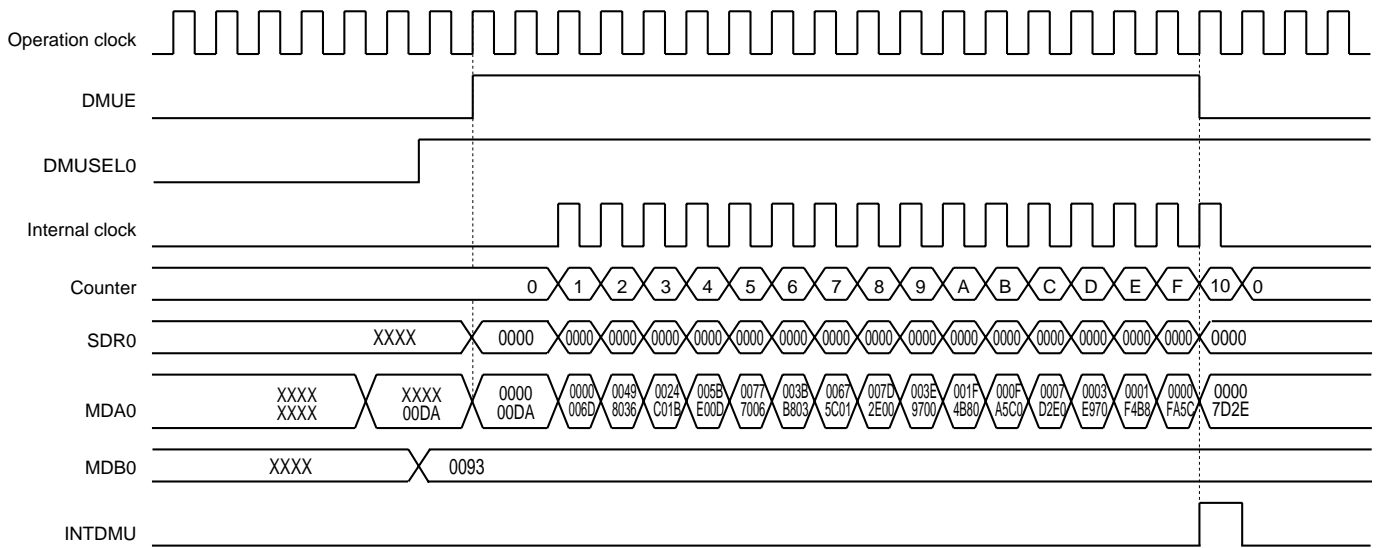 Operation clock
DMUE
DMUSEL0
Internal clock
Counter
0 1 2 3 4 5 6 7 8 9 A B C D E F 10 0
SDR0
XXXX 0000 0000 0000 0000 0000 0000 0000 0000 0000 0000 0000 0000 0000 0000 0000 0000 0000
MDA0
XXXX XXXX 0000 0000 0049 0024 005B 0077 003B 0067 007D 003E 001F 000F 0007 0003 0001 0000 0000
XXXX 00DA 00DA 006D 8036 C01B E00D 7006 B803 5C01 2E00 9700 4B80 A5C0 D2E0 E970 F4B8 FA5C 7D2E
MDB0
XXXX 0093
INTDMU